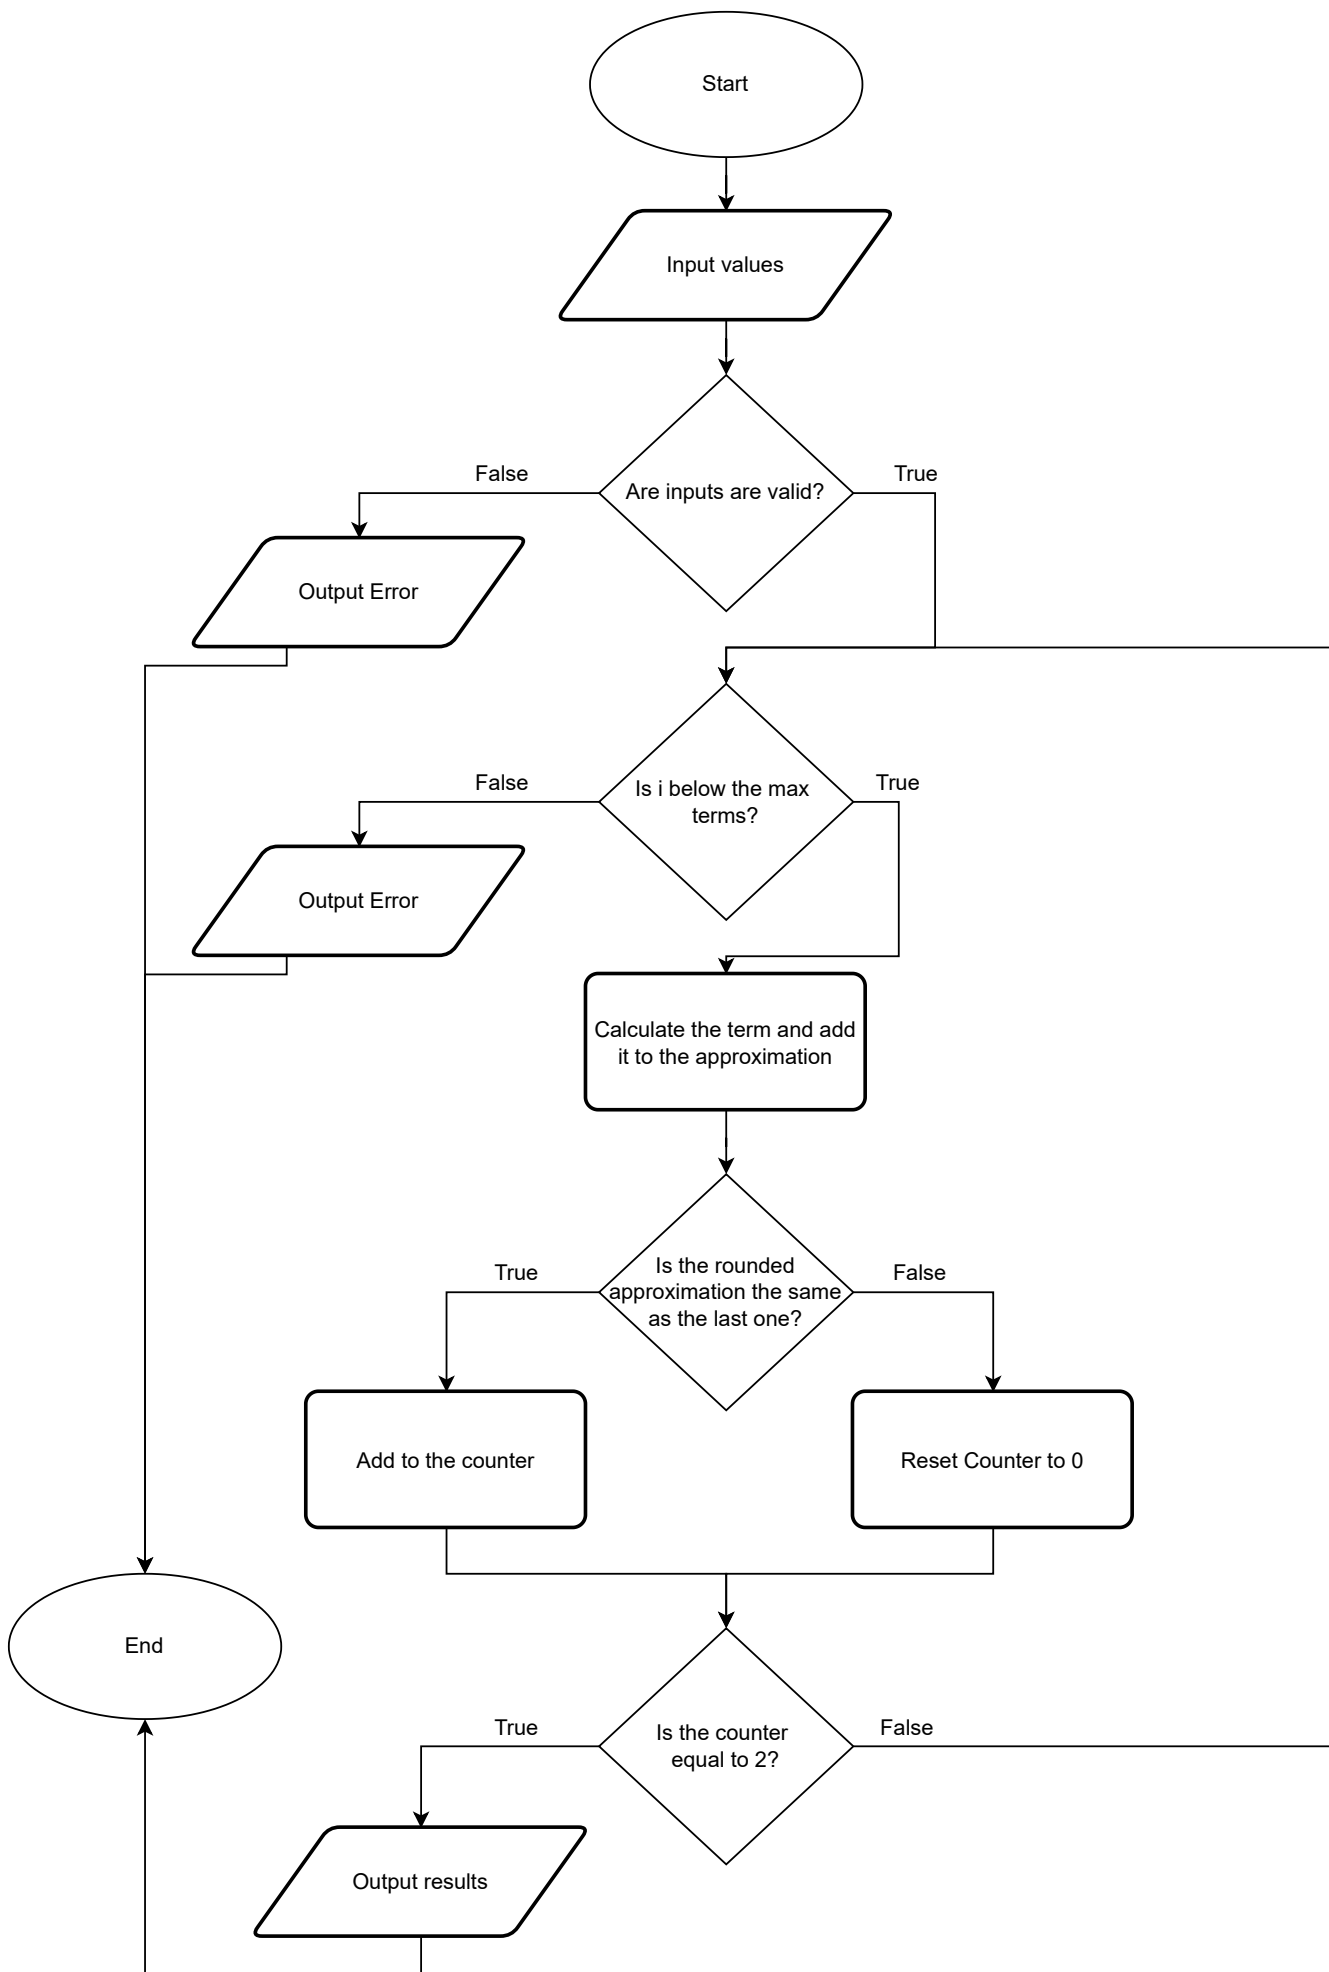 Start
Input values
False
True
Are inputs are valid?
Output Error
False
True
Is i below the max
terms?
Output Error
Calculate the term and add
it to the approximation
True
False
Is the rounded
approximation the same
as the last one?
Add to the counter
Reset Counter to 0
End
True
False
Is the counter
equal to 2?
Output results